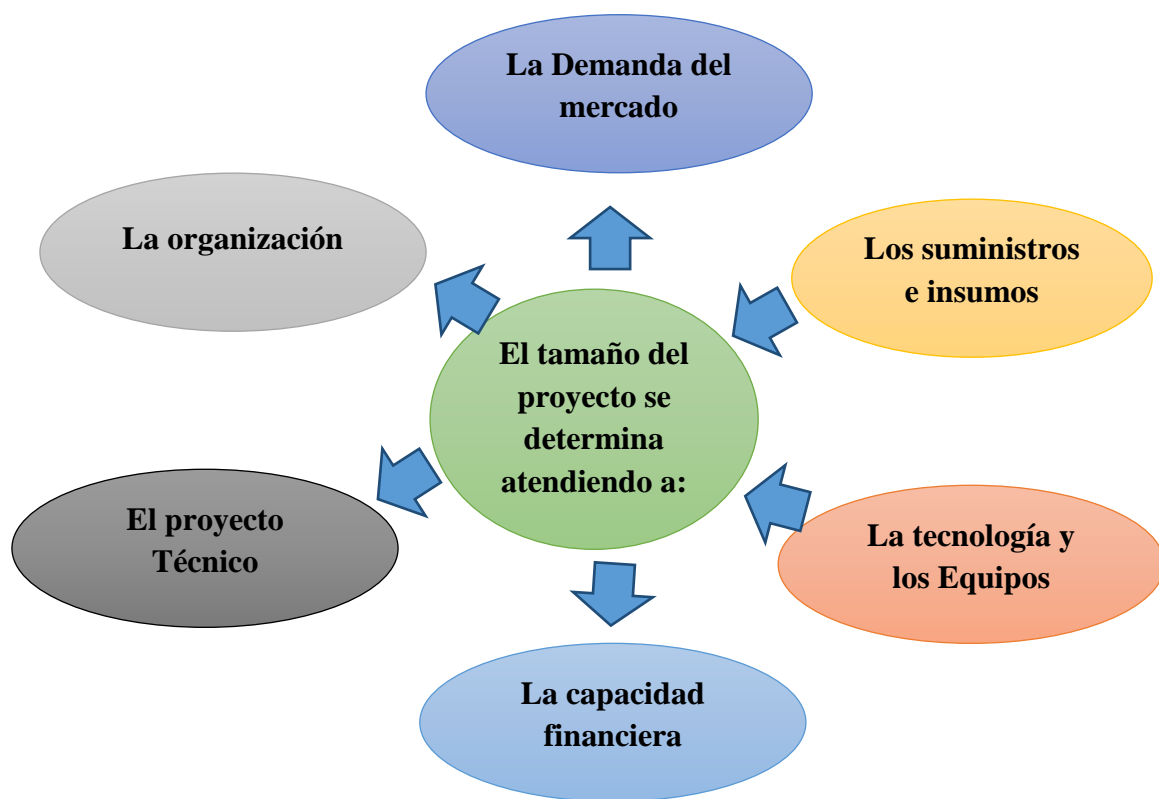 La Demanda del
mercado
La organización
Los suministros
e insumos
El tamaño del
proyecto se
determina
atendiendo a:
El proyecto
Técnico
La tecnología y
los Equipos
La capacidad
financiera